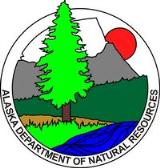 ALASKA DEPARTMENT OF NATURAL RESOURCES